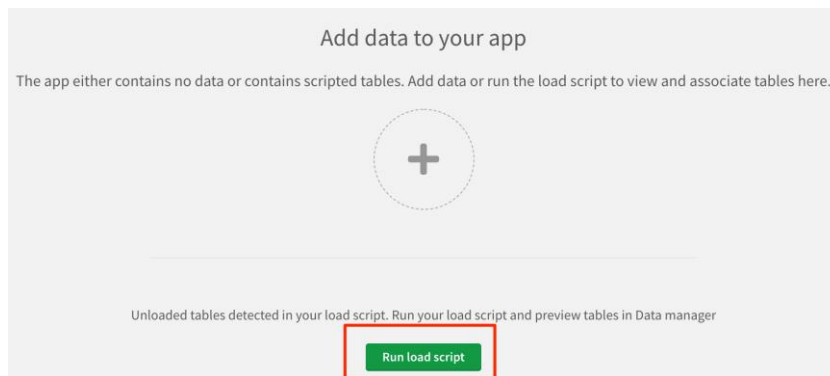 Add data to your app
The app either contains no data or contains scripted tables. Add data or run the load script to view and associate tables here.
Unloaded tables detected in your load script. Run your load script and preview tables in Data manager
Run load script